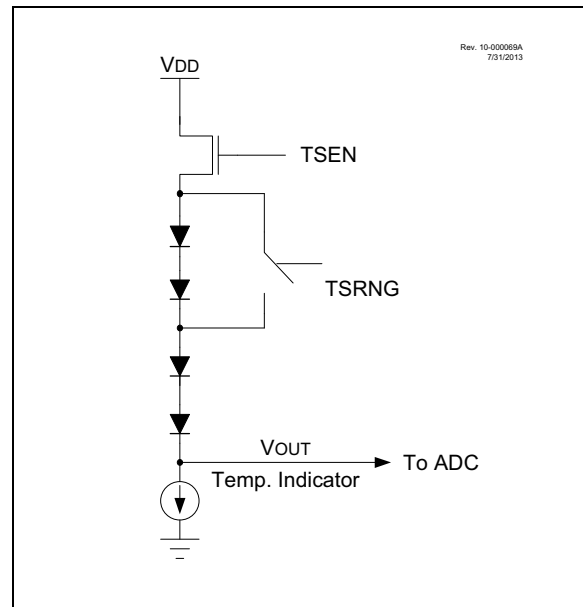 Rev. 10-000069A
7/31/2013
VDD
TSEN
TSRNG
VOUT
To ADC
Temp. Indicator